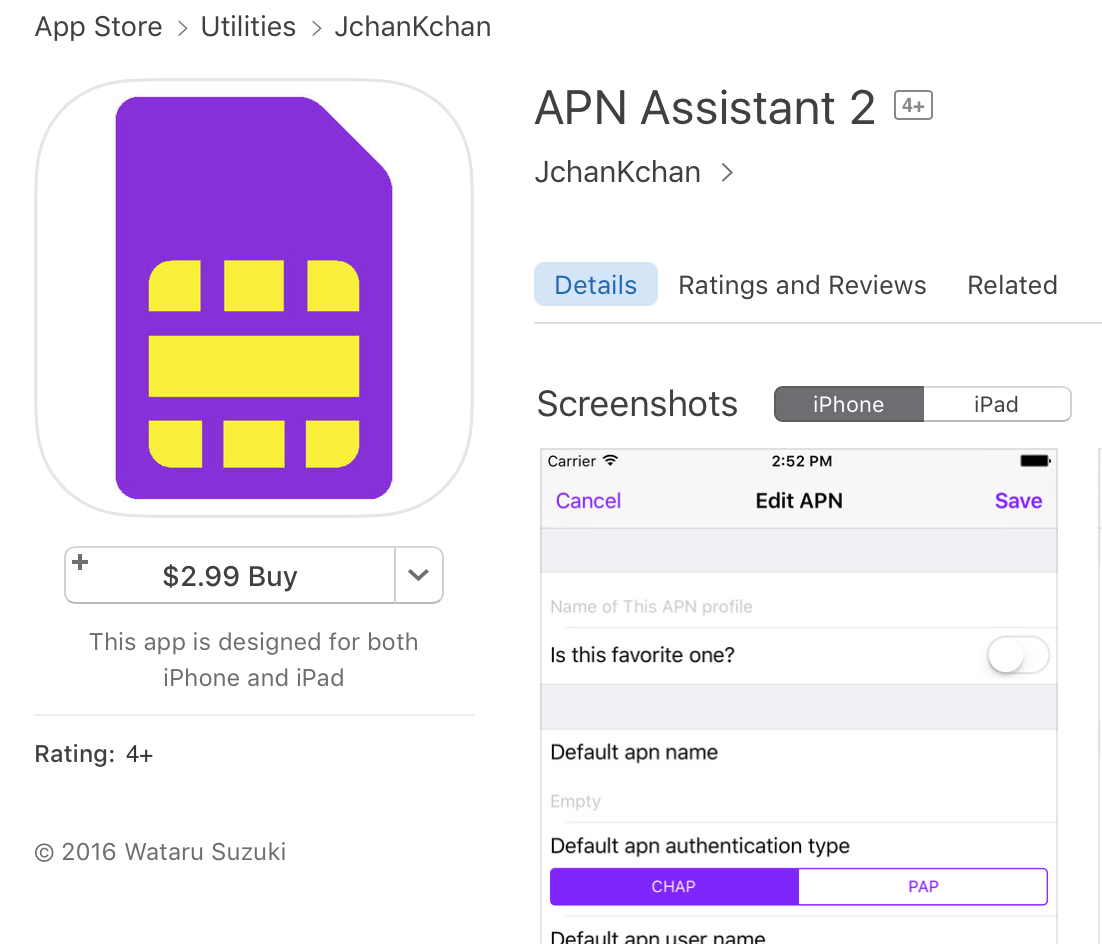 App Store > Utilities > JchanKchan
APN Assistant 2 4+
JchanKchan >
Details Ratings and Reviews Related
Screenshots iPhone iPad
+ $2.99 Buy
This app is designed for both
iPhone and iPad
Rating: 4+
© 2016 Wataru Suzuki
Carrier 2:52 PM
Cancel Edit APN Save
Name of This APN profile
Is this favorite one?
Default apn name
Empty
Default apn authentication type
CHAP PAP
Default apn user name